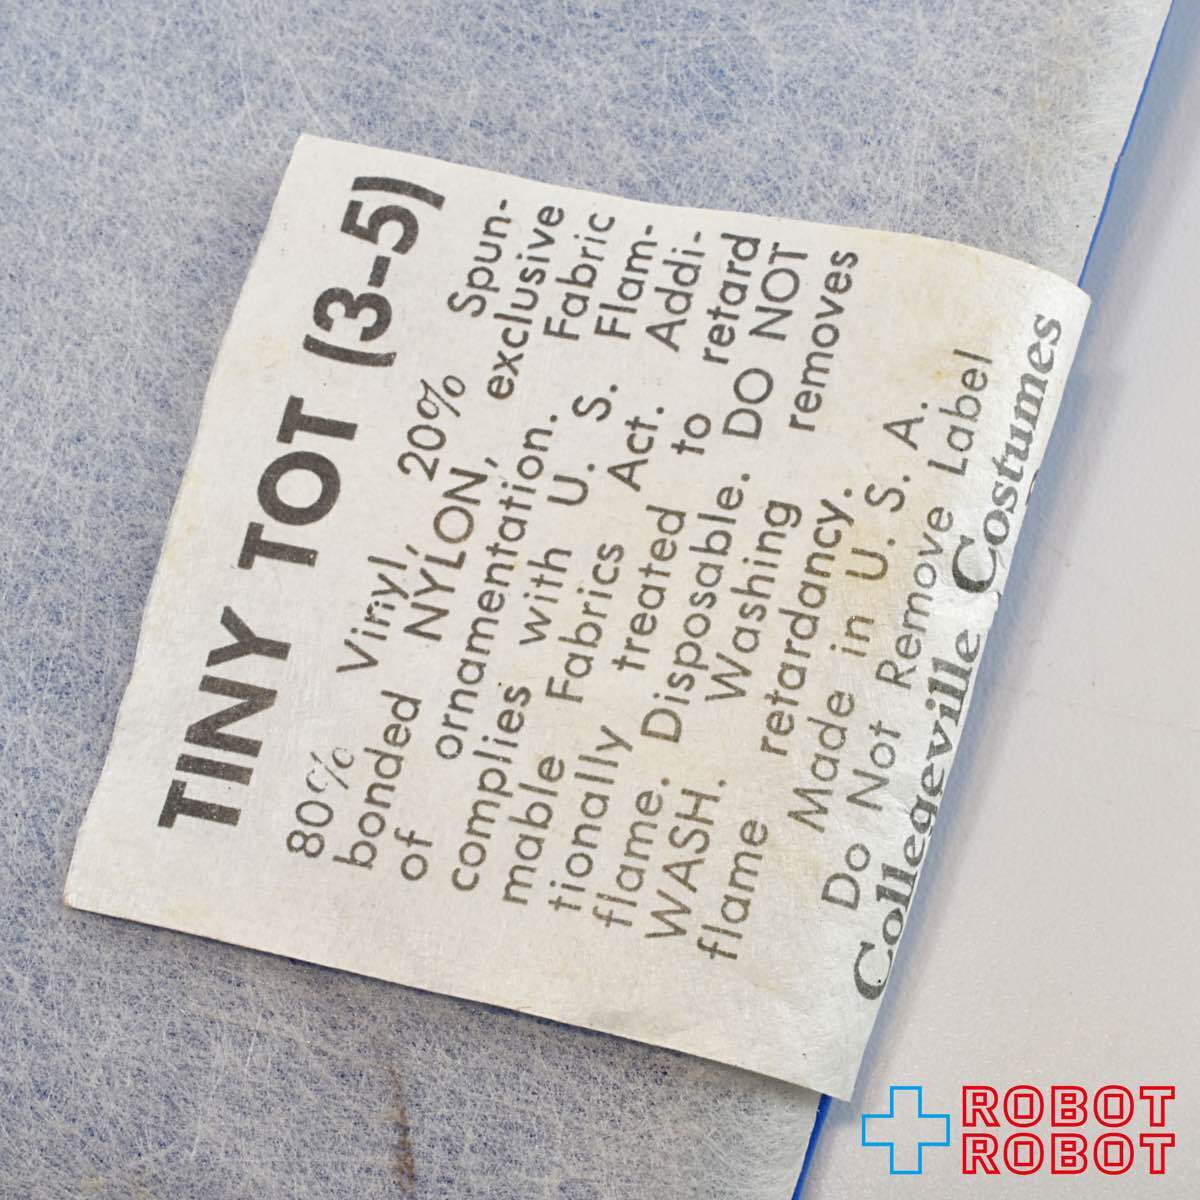 TINY TOT (3-5)
80% Vinyl, 20% Spun-
bonded NYLON, exclusive
of ornamentation. Fabric
complies with U. S. Flam-
mable Fabrics Act. Addi-
tionally treated to retard
flame. Disposable. DO NOT
WASH. Washing removes
flame retardancy.
Made in U. S. A.
Do Not Remove Label
Collegeville Costumes
ROBOT
ROBOT